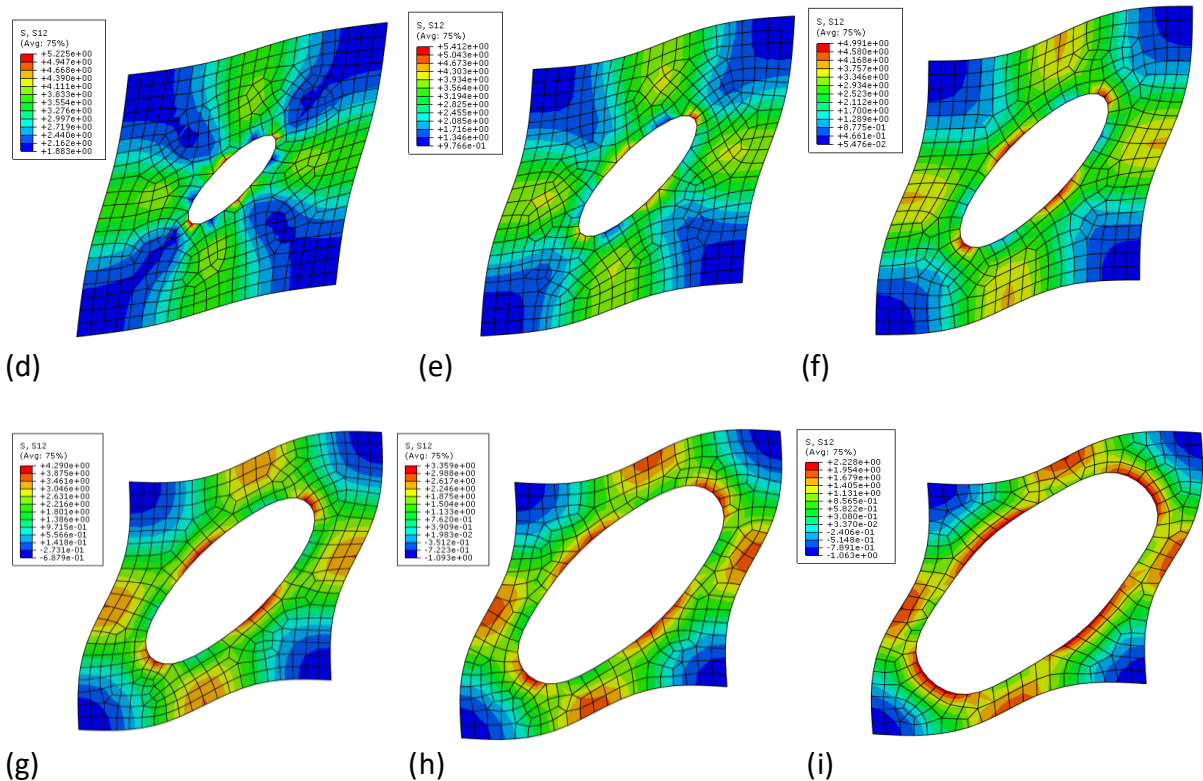 S, S12
(Avg: 75%)
+5.225e+00
+4.947e+00
+4.668e+00
+4.390e+00
+4.111e+00
+3.833e+00
+3.554e+00
+3.276e+00
+2.997e+00
+2.719e+00
+2.440e+00
+2.162e+00
+1.883e+00
(d)
S, S12
(Avg: 75%)
+5.412e+00
+5.043e+00
+4.673e+00
+4.303e+00
+3.934e+00
+3.564e+00
+3.194e+00
+2.825e+00
+2.455e+00
+2.085e+00
+1.716e+00
+1.346e+00
+9.766e-01
(e)
S, S12
(Avg: 75%)
+4.991e+00
+4.580e+00
+4.168e+00
+3.757e+00
+3.346e+00
+2.934e+00
+2.523e+00
+2.112e+00
+1.700e+00
+1.289e+00
+8.775e-01
+4.661e-01
+5.476e-02
(f)
S, S12
(Avg: 75%)
+4.290e+00
+3.875e+00
+3.461e+00
+3.046e+00
+2.631e+00
+2.216e+00
+1.801e+00
+1.386e+00
+9.715e-01
+5.566e-01
+1.418e-01
-2.731e-01
-6.879e-01
(g)
S, S12
(Avg: 75%)
+3.359e+00
+2.988e+00
+2.617e+00
+2.246e+00
+1.875e+00
+1.504e+00
+1.133e+00
+7.620e-01
+3.909e-01
+1.983e-02
-3.512e-01
-7.223e-01
-1.093e+00
(h)
S, S12
(Avg: 75%)
+2.228e+00
+1.954e+00
+1.679e+00
+1.405e+00
+1.131e+00
+8.565e-01
+5.822e-01
+3.080e-01
+3.370e-02
-2.406e-01
-5.148e-01
-7.891e-01
-1.063e+00
(i)